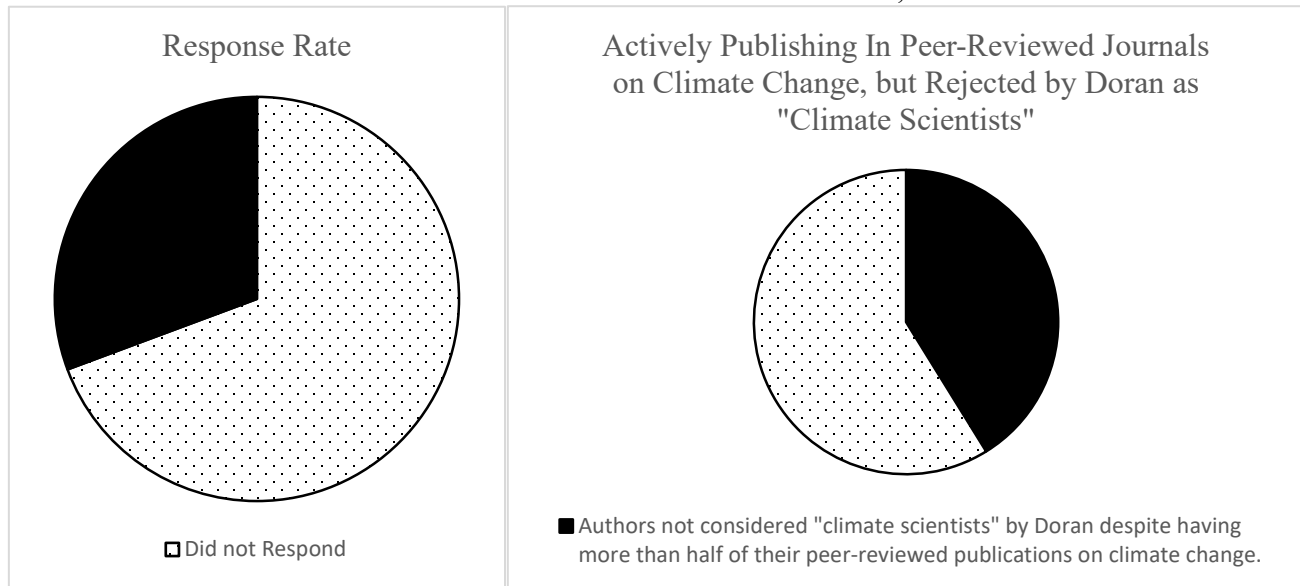 Response Rate
Did not Respond
Actively Publishing In Peer-Reviewed Journals
on Climate Change, but Rejected by Doran as
"Climate Scientists"
Authors not considered "climate scientists" by Doran despite having
more than half of their peer-reviewed publications on climate change.